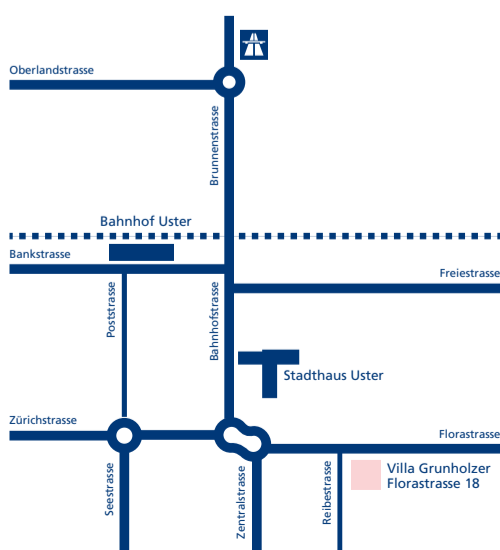 Oberlandstrasse
Brunnenstrasse
Bahnhof Uster
Bankstrasse
Freiestrasse
Poststrasse
Bahnhofstrasse
Stadthaus Uster
Zürichstrasse
Florastrasse
Seestrasse
Zentralstrasse
Reibestrasse
Villa Grunholzer
Florastrasse 18